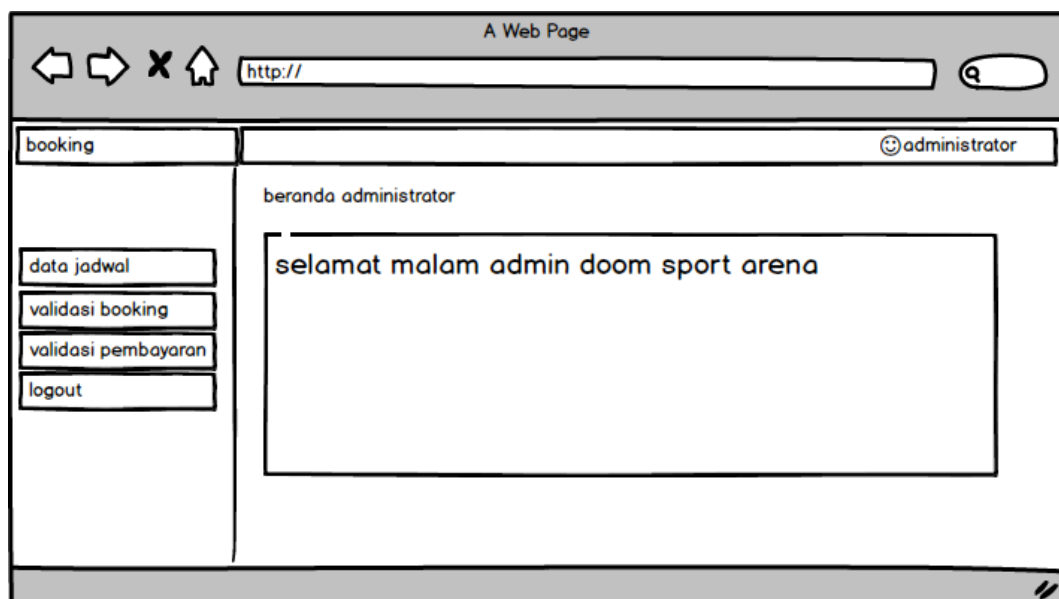 A Web Page
http://
booking
administrator
beranda administrator
selamat malam admin doom sport arena
data jadwal
validasi booking
validasi pembayaran
logout